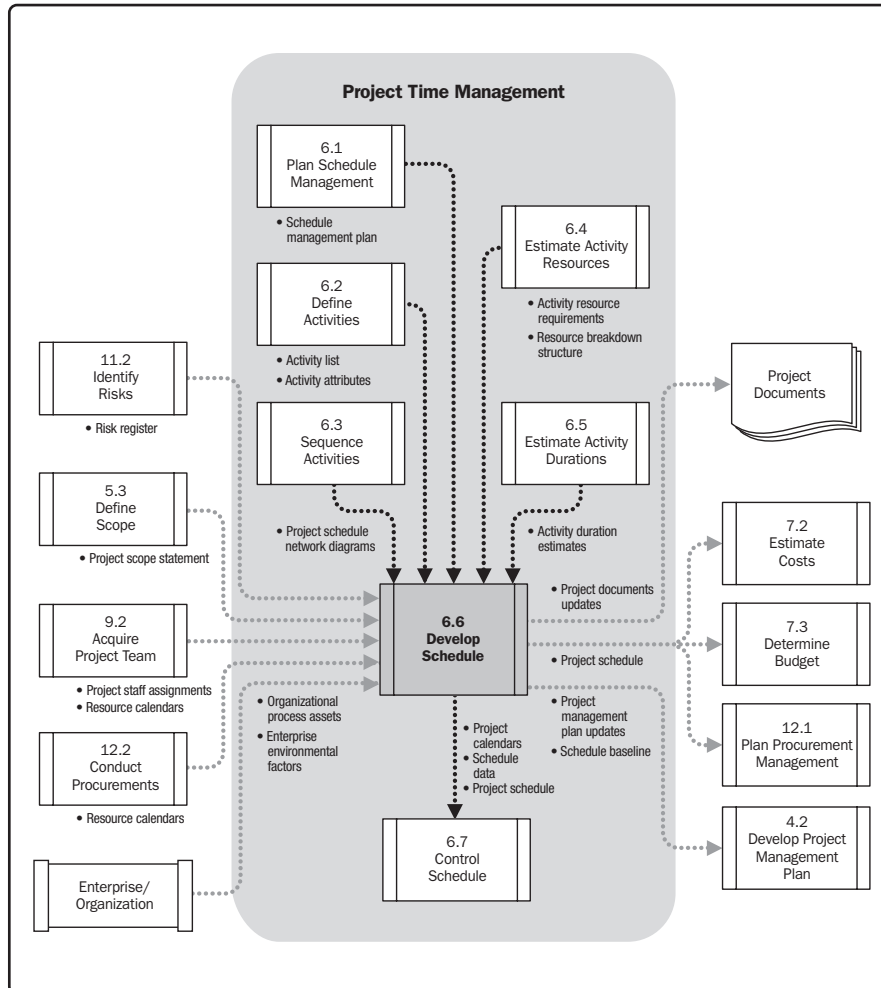 Project Time Management
6.1
Plan Schedule
Management
• Schedule
management plan
6.2
Define
Activities
• Activity list
• Activity attributes
6.3
Sequence
Activities
• Project schedule
network diagrams
6.4
Estimate Activity
Resources
• Activity resource
requirements
• Resource breakdown
structure
6.5
Estimate Activity
Durations
• Activity duration
estimates
11.2
Identify
Risks
• Risk register
5.3
Define
Scope
• Project scope statement
9.2
Acquire
Project Team
• Project staff assignments
• Resource calendars
12.2
Conduct
Procurements
• Resource calendars
Enterprise/
Organization
• Organizational
process assets
• Enterprise
environmental
factors
6.6
Develop
Schedule
• Project
calendars
• Schedule
data
• Project schedule
6.7
Control
Schedule
• Project documents
updates
• Project schedule
• Project
management
plan updates
• Schedule baseline
Project
Documents
7.2
Estimate
Costs
7.3
Determine
Budget
12.1
Plan Procurement
Management
4.2
Develop Project
Management
Plan